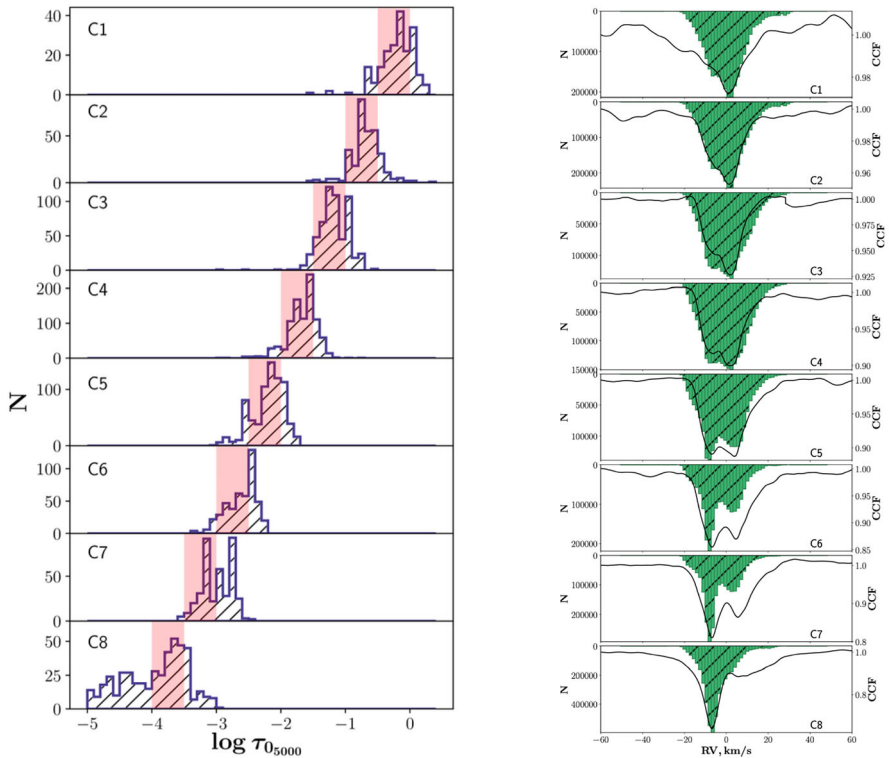 40
20
0
C1
50
0
C2
100
50
0
C3
200
100
0
C4
100
0
C5
100
50
0
C6
50
0
C7
50
25
0
C8
N
−5
−4
−3
−2
−1
0
log τ0₅₀₀₀
0
100000
200000
N
1.00
0.98
CCF
C1
0
100000
200000
N
1.00
0.98
0.96
CCF
C2
0
50000
100000
N
1.000
0.975
0.950
0.925
CCF
C3
0
50000
100000
150000
N
1.00
0.95
0.90
CCF
C4
0
50000
100000
N
1.00
0.95
0.90
CCF
C5
0
100000
200000
N
1.00
0.95
0.90
0.85
CCF
C6
0
100000
200000
N
1.0
0.9
0.8
CCF
C7
0
200000
400000
N
1.0
0.8
CCF
C8
−60
−40
−20
0
20
40
60
RV, km/s